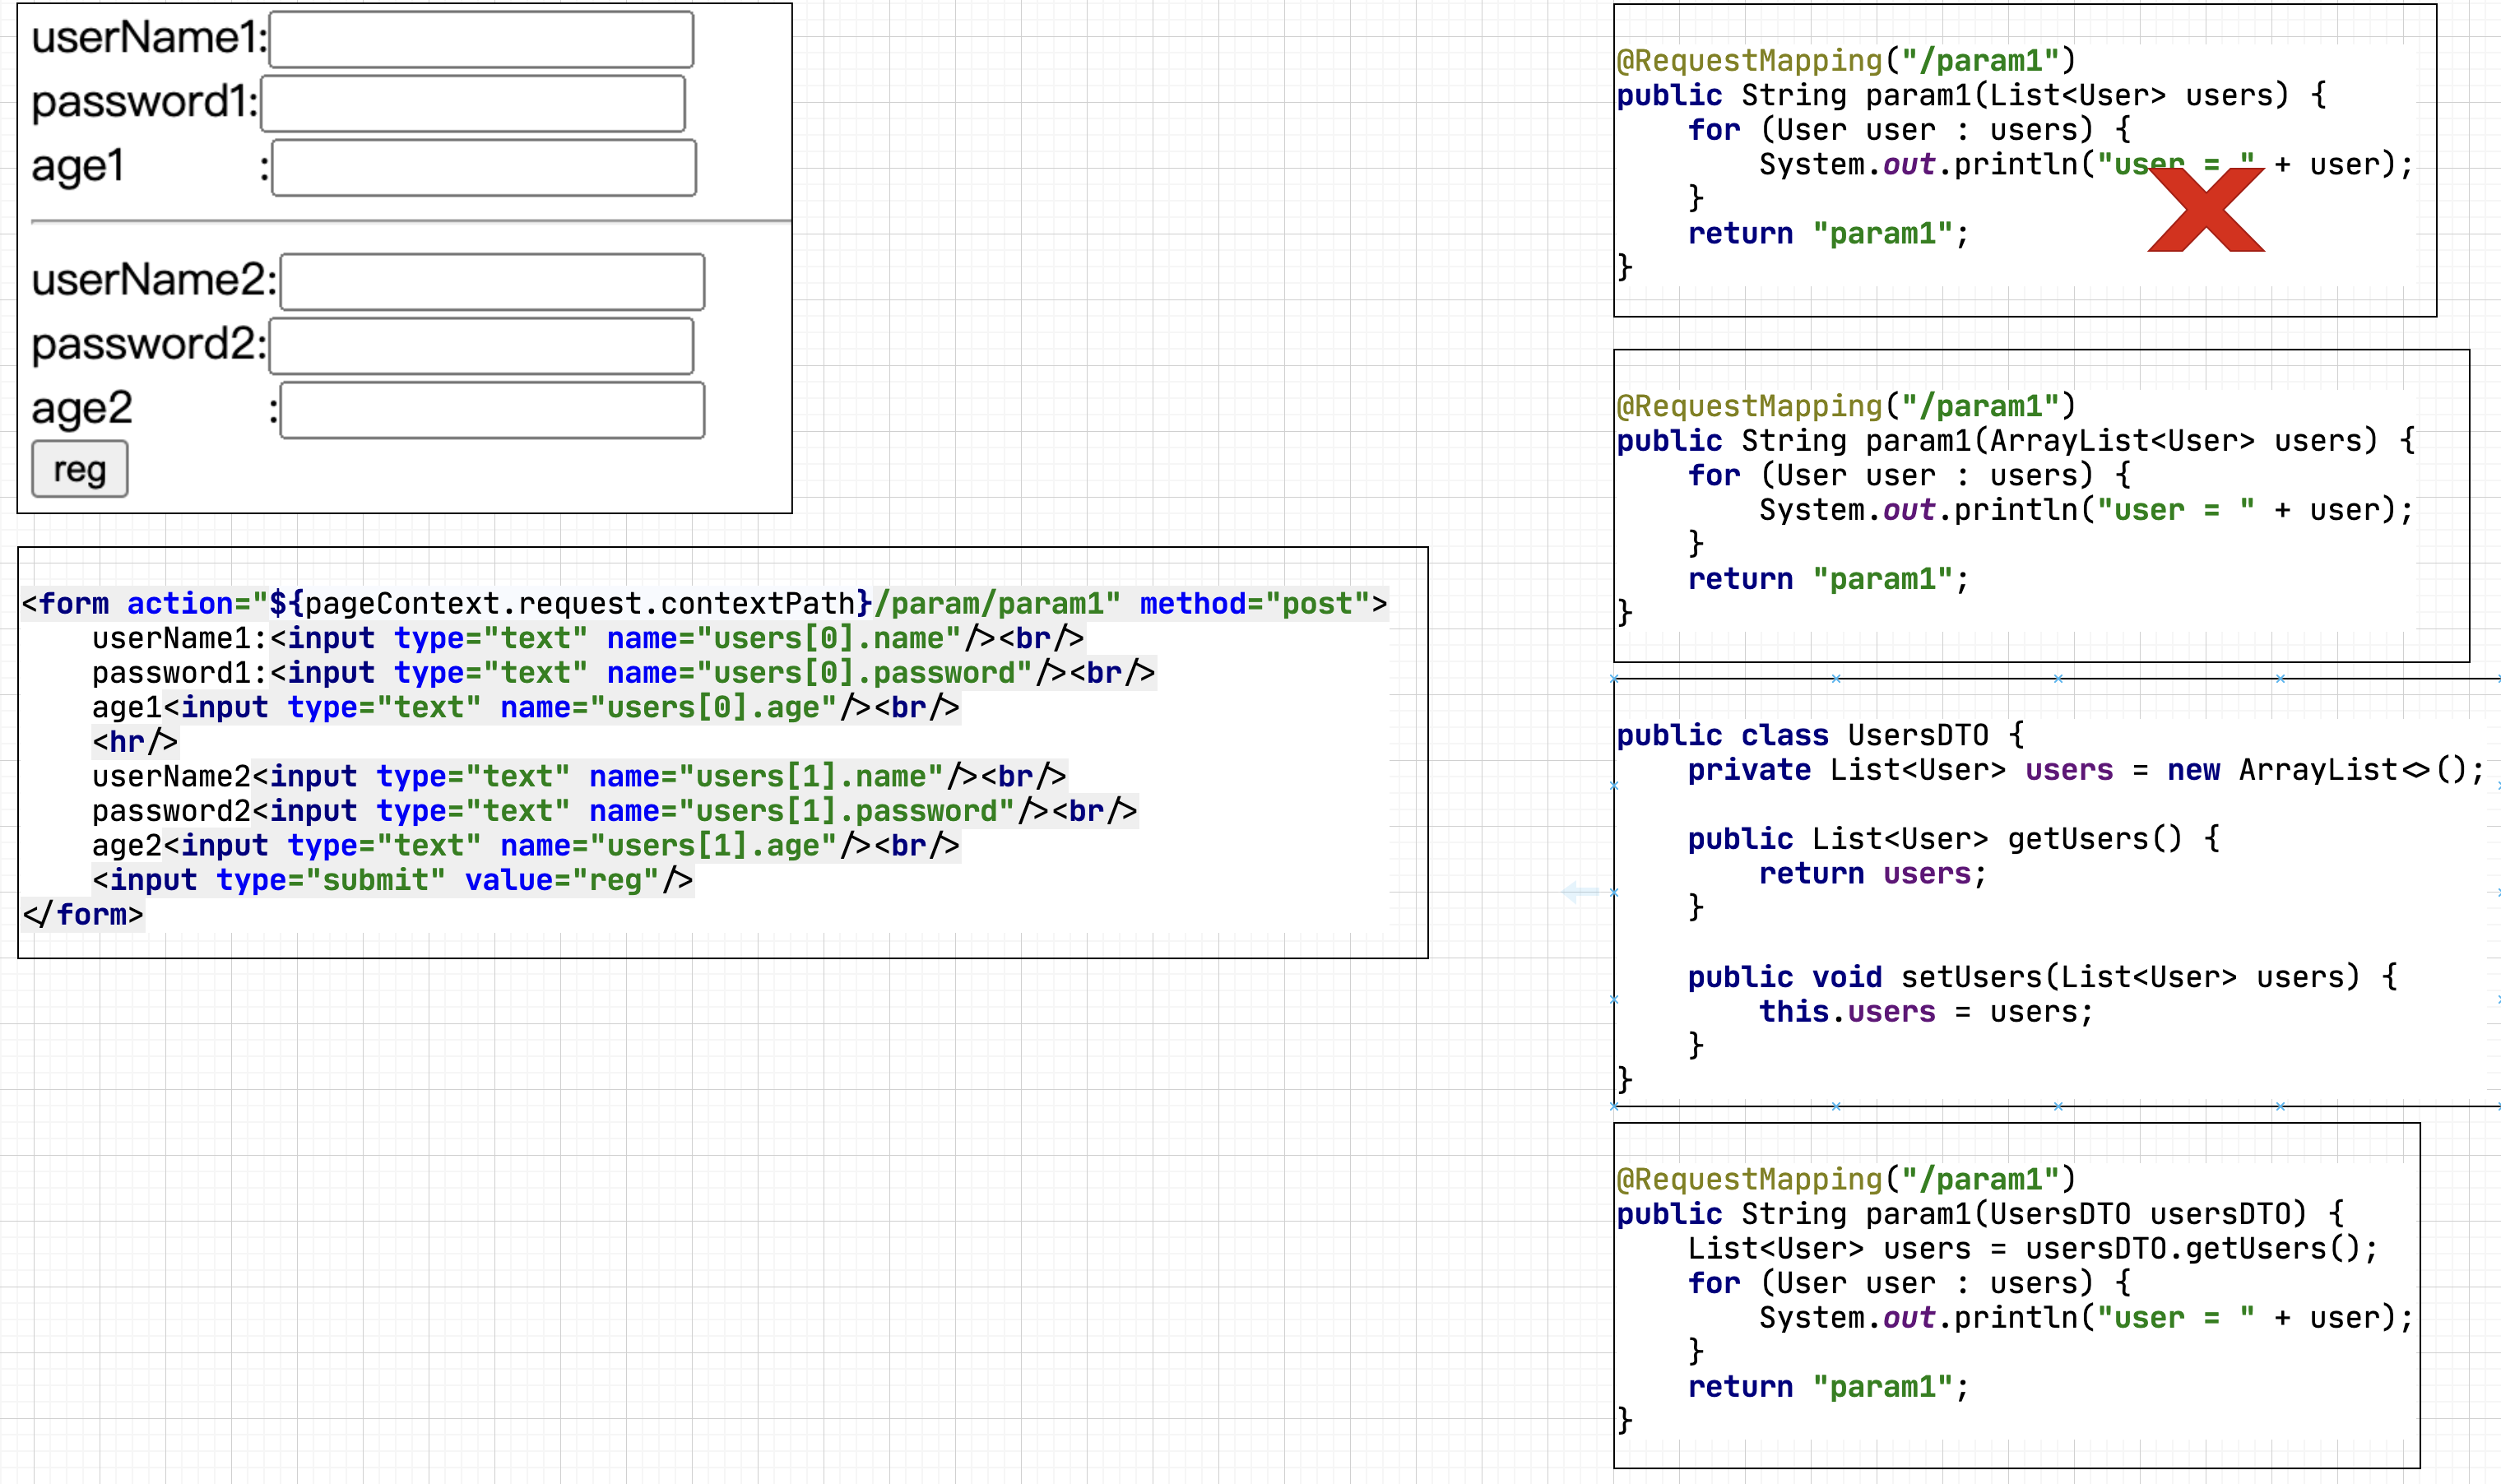 userName1:
password1:
age1 :
userName2:
password2:
age2 :
reg
<form action="${pageContext.request.contextPath}/param/param1" method="post">
    userName1:<input type="text" name="users[0].name"/><br/>
    password1:<input type="text" name="users[0].password"/><br/>
    age1<input type="text" name="users[0].age"/><br/>
    <hr/>
    userName2<input type="text" name="users[1].name"/><br/>
    password2<input type="text" name="users[1].password"/><br/>
    age2<input type="text" name="users[1].age"/><br/>
    <input type="submit" value="reg"/>
</form>
@RequestMapping("/param1")
public String param1(List<User> users) {
    for (User user : users) {
        System.out.println("user = " + user);
    }
    return "param1";
}
@RequestMapping("/param1")
public String param1(ArrayList<User> users) {
    for (User user : users) {
        System.out.println("user = " + user);
    }
    return "param1";
}
public class UsersDTO {
    private List<User> users = new ArrayList<>();
    public List<User> getUsers() {
        return users;
    }
    public void setUsers(List<User> users) {
        this.users = users;
    }
}
@RequestMapping("/param1")
public String param1(UsersDTO usersDTO) {
    List<User> users = usersDTO.getUsers();
    for (User user : users) {
        System.out.println("user = " + user);
    }
    return "param1";
}